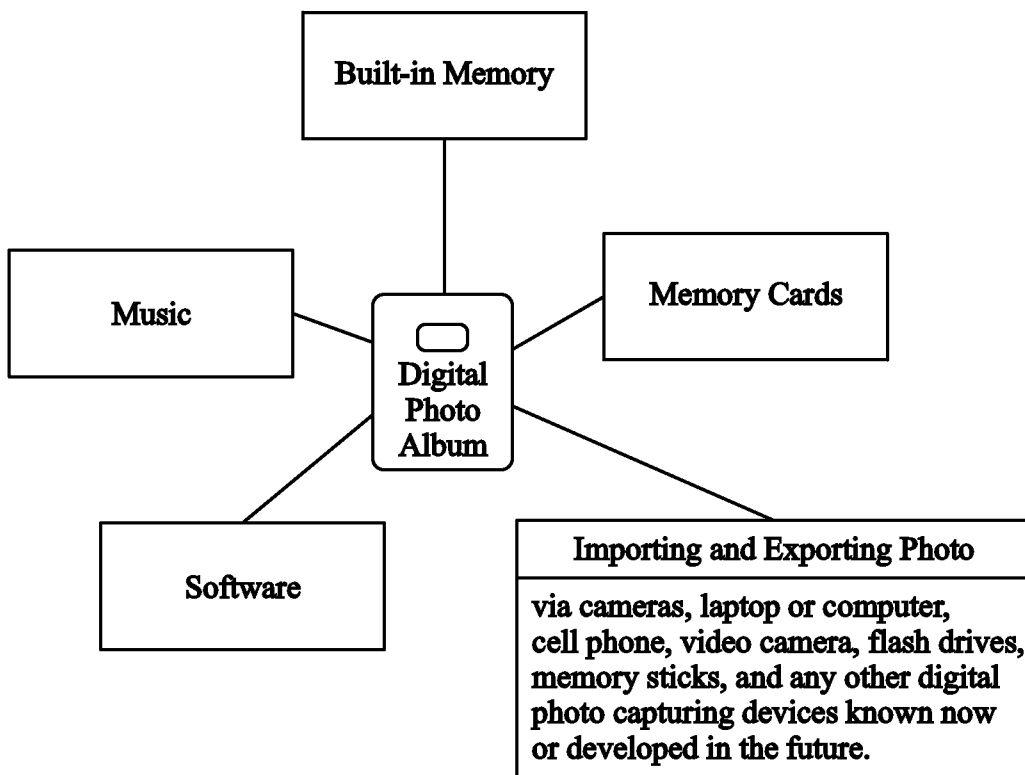 Built-in Memory
Music
Memory Cards
Digital
Photo
Album
Software
Importing and Exporting Photo
via cameras, laptop or computer,
cell phone, video camera, flash drives,
memory sticks, and any other digital
photo capturing devices known now
or developed in the future.